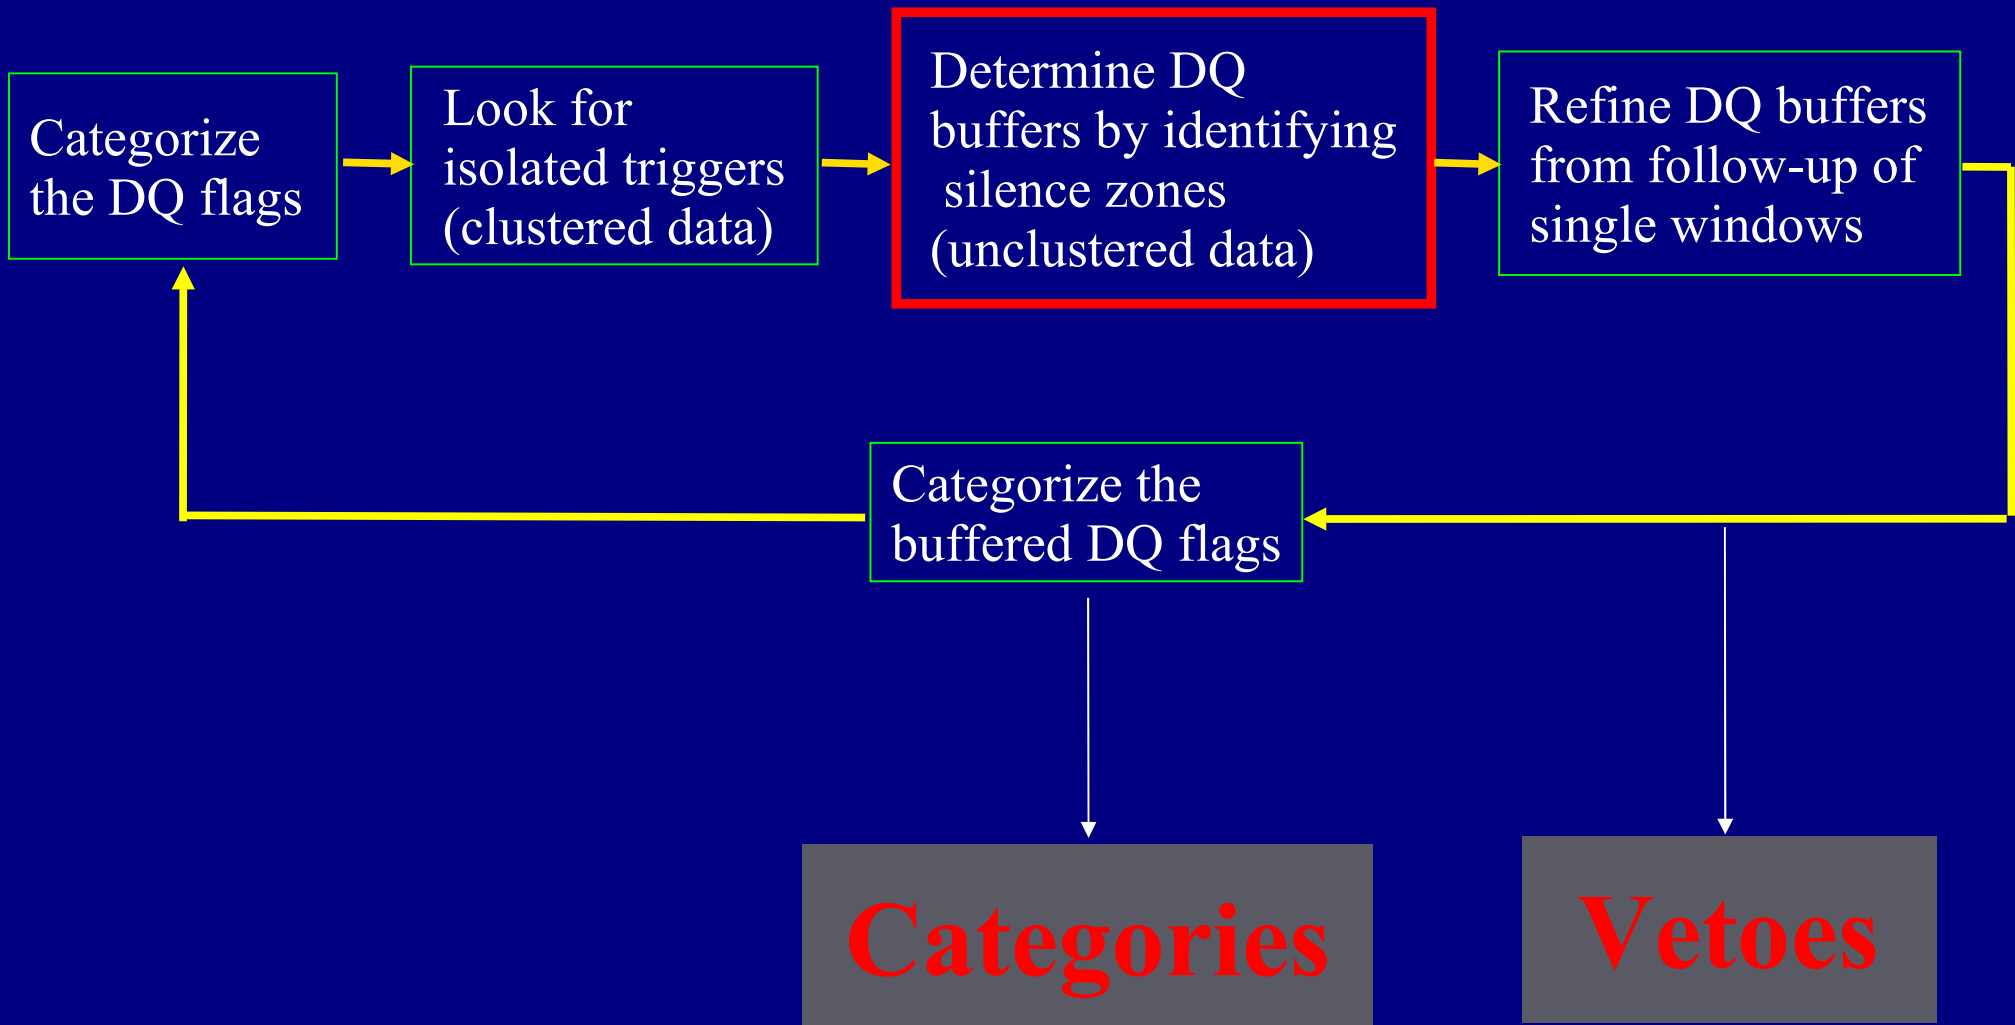 Categorize
the DQ flags
Look for
isolated triggers
(clustered data)
Determine DQ
buffers by identifying
silence zones
(unclustered data)
Refine DQ buffers
from follow-up of
single windows
Categorize the
buffered DQ flags
Categories
Vetoes